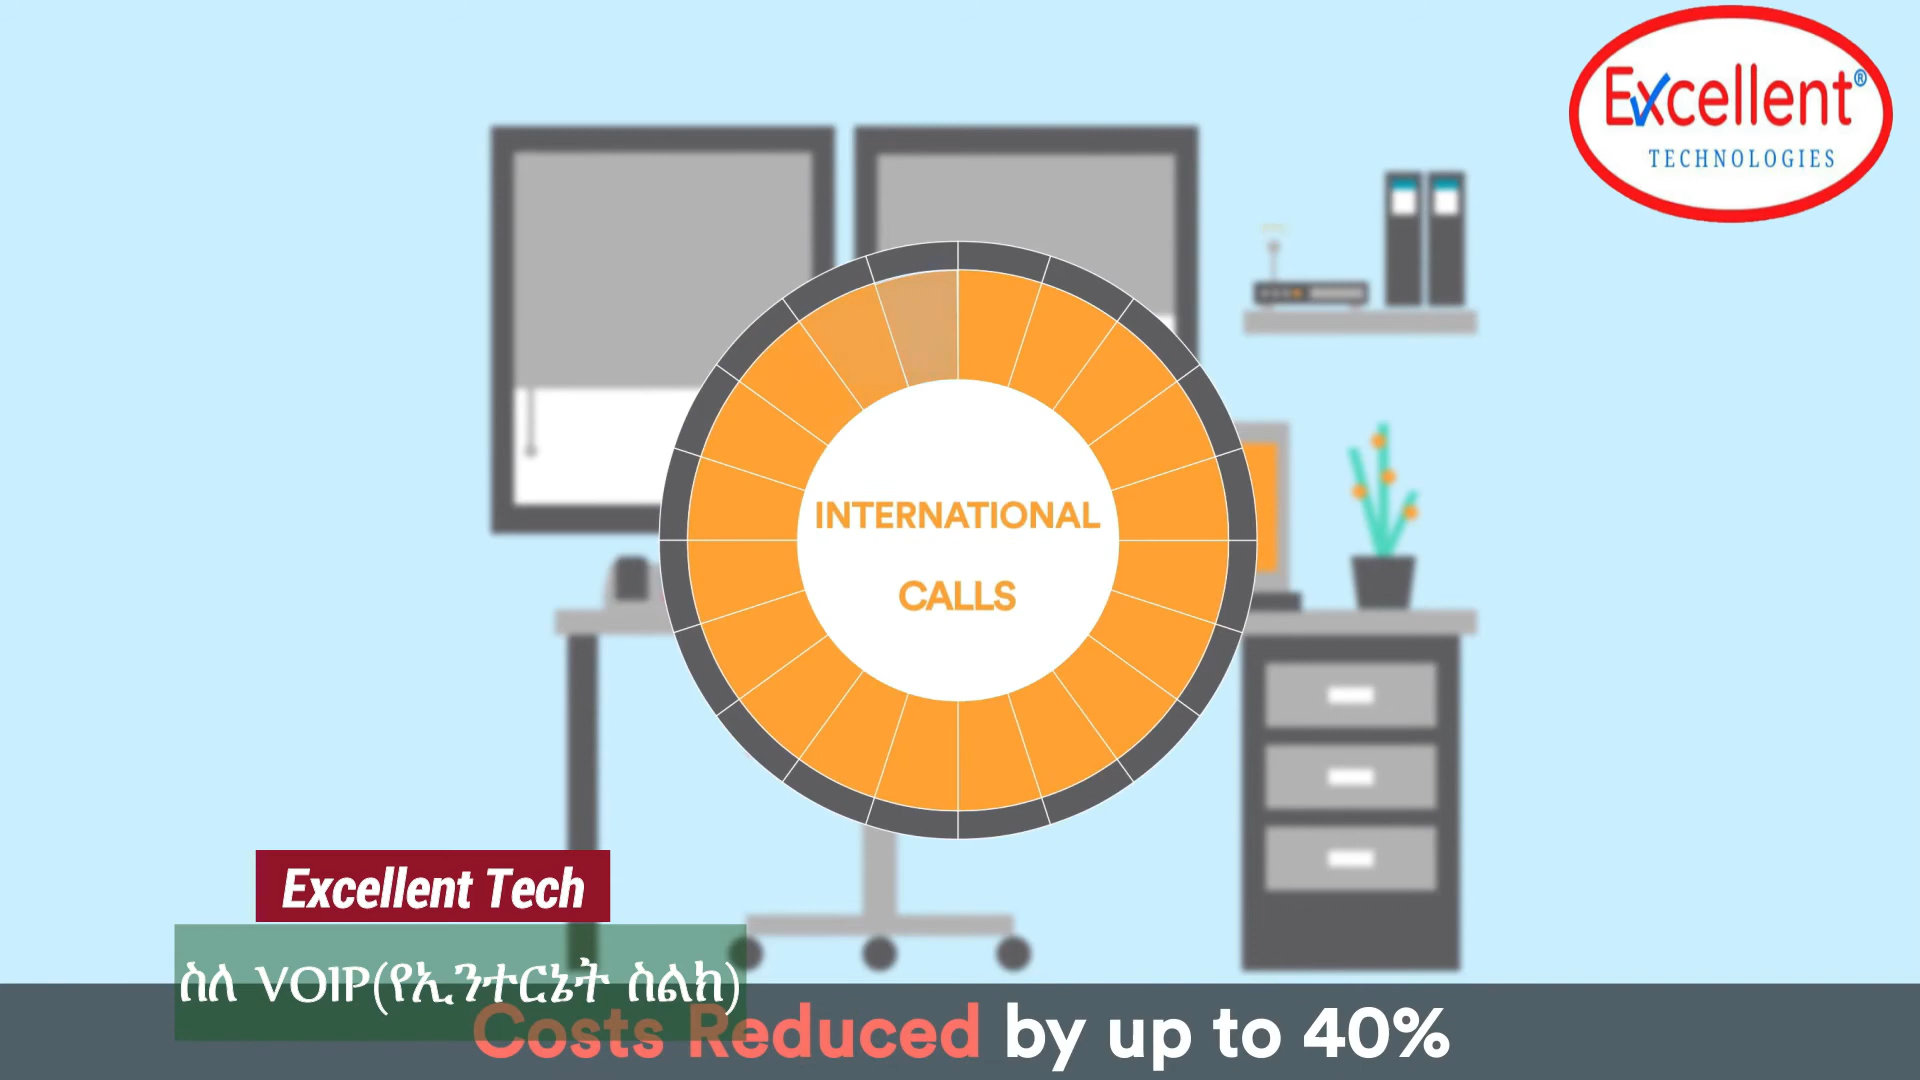 Excellent®
TECHNOLOGIES
INTERNATIONAL
CALLS
Excellent Tech
ስለ VOIP(የኢንተርኔት ስልክ)
Costs Reduced by up to 40%